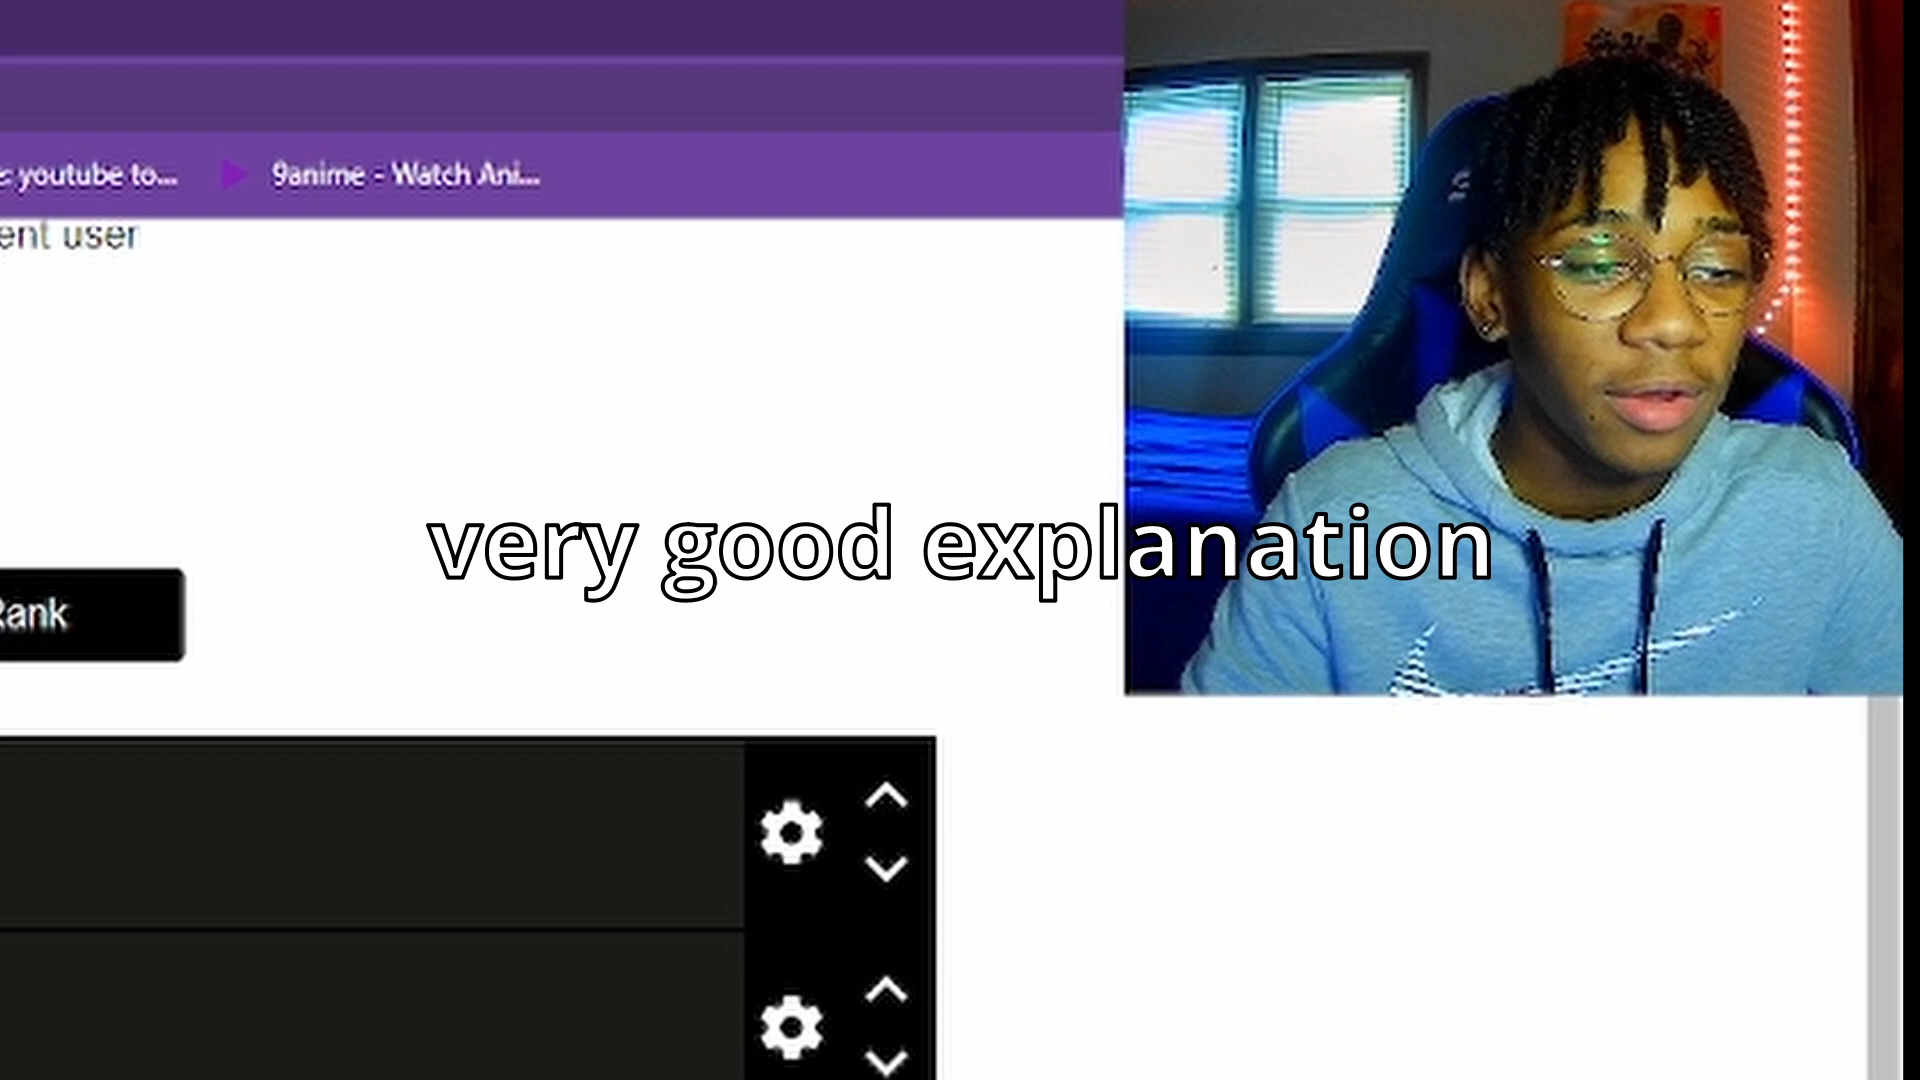 : youtube to...
9anime - Watch Ani...
ent user
very good explanation
Rank